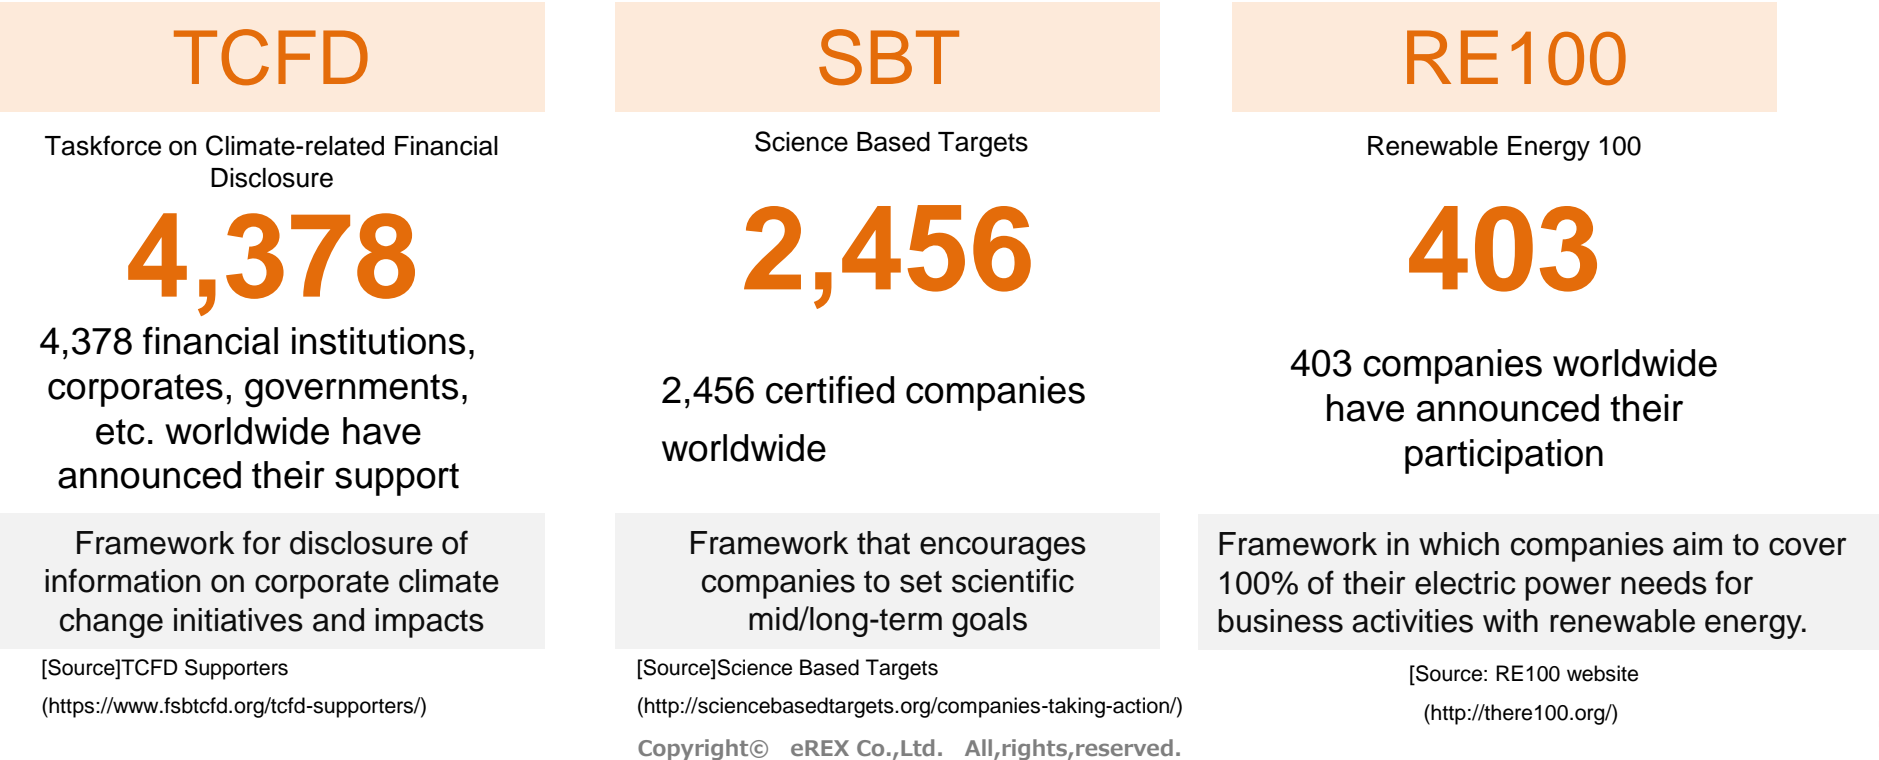 TCFD
Taskforce on Climate-related Financial
Disclosure
4,378
4,378 financial institutions,
corporates, governments,
etc. worldwide have
announced their support
Framework for disclosure of
information on corporate climate
change initiatives and impacts
[Source]TCFD Supporters
(https://www.fsbtcfd.org/tcfd-supporters/)
SBT
Science Based Targets
2,456
2,456 certified companies
worldwide
Framework that encourages
companies to set scientific
mid/long-term goals
[Source]Science Based Targets
(http://sciencebasedtargets.org/companies-taking-action/)
RE100
Renewable Energy 100
403
403 companies worldwide
have announced their
participation
Framework in which companies aim to cover
100% of their electric power needs for
business activities with renewable energy.
[Source: RE100 website
(http://there100.org/)
Copyright© eREX Co.,Ltd. All,rights,reserved.